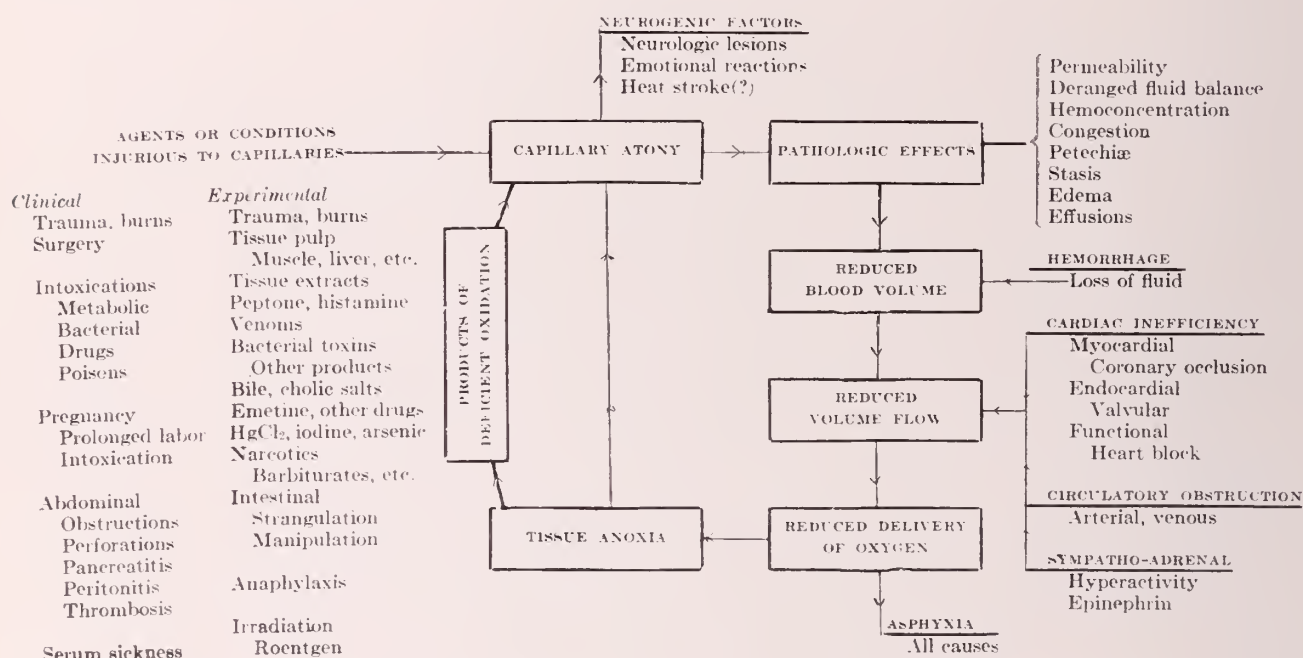 NEUROGENIC FACTORS
Neurologic lesions
Emotional reactions
Heat stroke(?)
AGENTS OR CONDITIONS
INJURIOUS TO CAPILLARIES
CAPILLARY ATONY
PATHOLOGIC EFFECTS
Permeability
Deranged fluid balance
Hemoconcentration
Congestion
Petechiæ
Stasis
Edema
Effusions
Clinical
Trauma, burns
Surgery
Intoxications
Metabolic
Bacterial
Drugs
Poisens
Pregnancy
Prolonged labor
Intoxication
Abdominal
Obstructions
Perforations
Pancreatitis
Peritonitis
Thrombosis
Serum sickness
Experimental
Trauma, burns
Tissue pulp
Muscle, liver, etc.
Tissue extracts
Peptone, histamine
Venoms
Bacterial toxins
Other products
Bile, cholic salts
Emetine, other drugs
HgCl₂, iodine, arsenic
Narcotics
Barbiturates, etc.
Intestinal
Strangulation
Manipulation
Anaphylaxis
Irradiation
Roentgen
PRODUCTS OF
DEFICIENT OXIDATION
REDUCED
BLOOD VOLUME
HEMORRHAGE
Loss of fluid
REDUCED
VOLUME FLOW
CARDIAC INEFFICIENCY
Myocardial
Coronary occlusion
Endocardial
Valvular
Functional
Heart block
CIRCULATORY OBSTRUCTION
Arterial, venous
SYMPATHO-ADRENAL
Hyperactivity
Epinephrin
TISSUE ANOXIA
REDUCED DELIVERY
OF OXYGEN
ASPHYXIA
All causes